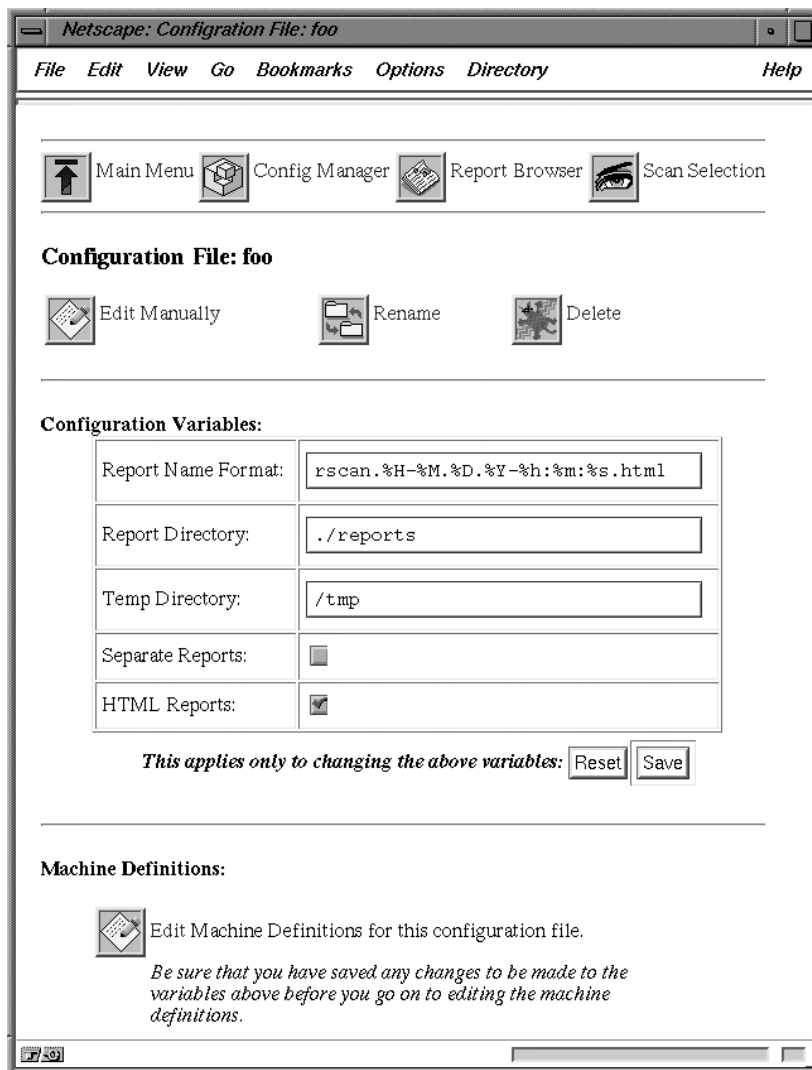 Netscape: Configration File: foo
File Edit View Go Bookmarks Options Directory Help
Main Menu Config Manager Report Browser Scan Selection
Configuration File: foo
Edit Manually Rename Delete
Configuration Variables:
Report Name Format: rscan.%H-%M.%D.%Y-%h:%m:%s.html
Report Directory: ./reports
Temp Directory: /tmp
Separate Reports:
HTML Reports:
This applies only to changing the above variables: Reset Save
Machine Definitions:
Edit Machine Definitions for this configuration file.
Be sure that you have saved any changes to be made to the
variables above before you go on to editing the machine
definitions.